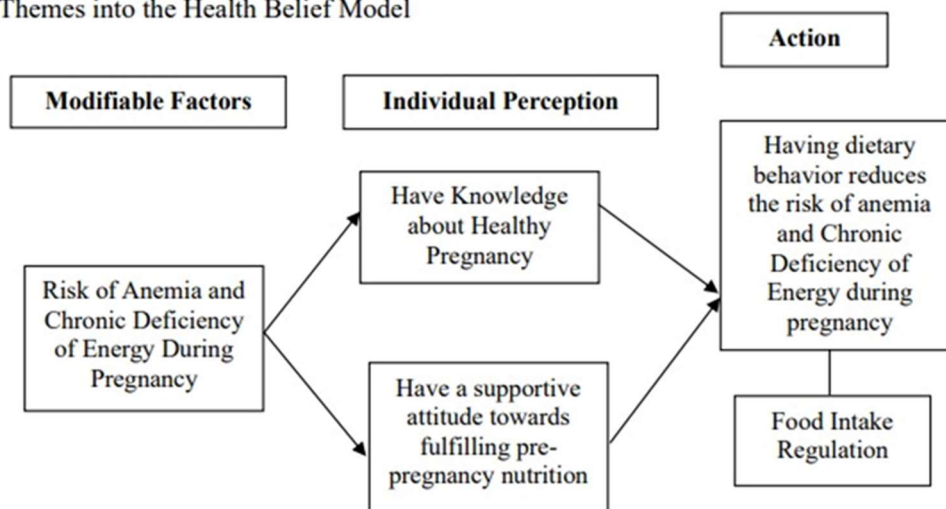 Themes into the Health Belief Model
Action
Modifiable Factors
Individual Perception
Risk of Anemia and
Chronic Deficiency
of Energy During
Pregnancy
Have Knowledge
about Healthy
Pregnancy
Have a supportive
attitude towards
fulfilling pre-
pregnancy nutrition
Having dietary
behavior reduces
the risk of anemia
and Chronic
Deficiency of
Energy during
pregnancy
Food Intake
Regulation